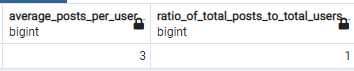 average_posts_per_user
bigint
ratio_of_total_posts_to_total_users
bigint
3
1